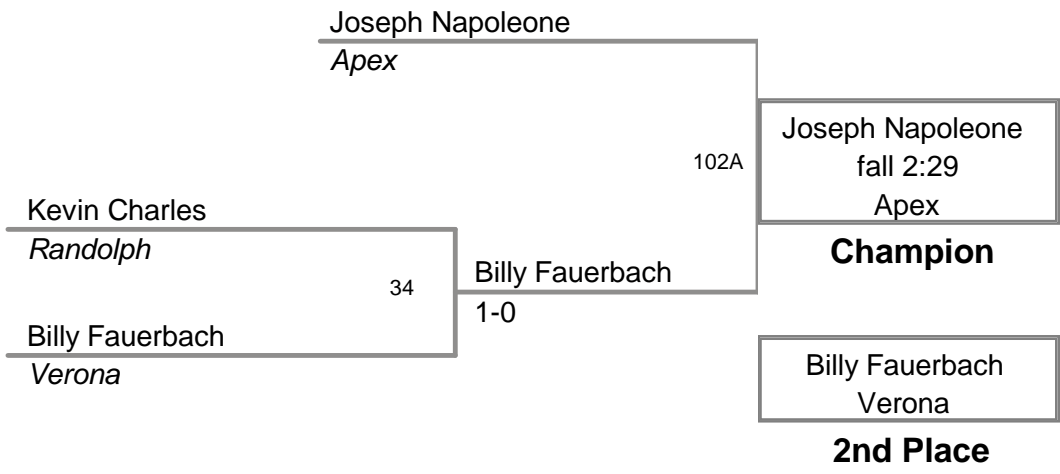 Joseph Napoleone
Apex
102A
Joseph Napoleone
fall 2:29
Apex
Champion
Kevin Charles
Randolph
34
Billy Fauerbach
1-0
Billy Fauerbach
Verona
Billy Fauerbach
Verona
2nd Place